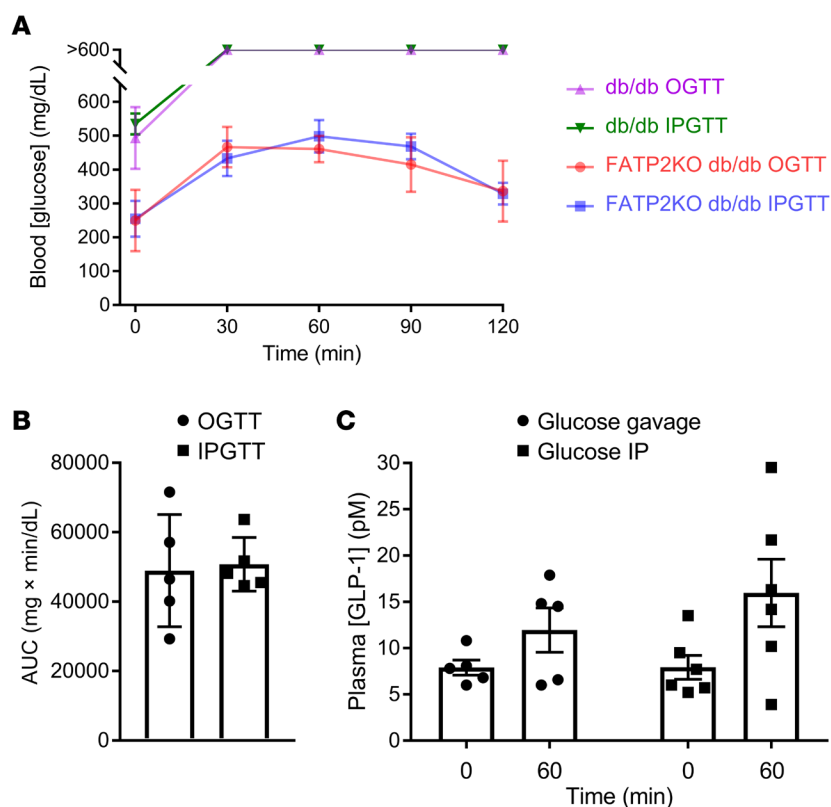 A
>600
600
500
400
300
200
100
0
Blood [glucose] (mg/dL)
0 30 60 90 120
Time (min)
db/db OGTT
db/db IPGTT
FATP2KO db/db OGTT
FATP2KO db/db IPGTT
B
OGTT
IPGTT
80000
60000
40000
20000
0
AUC (mg × min/dL)
C
Glucose gavage
Glucose IP
30
25
20
15
10
5
0
Plasma [GLP-1] (pM)
0 60 0 60
Time (min)